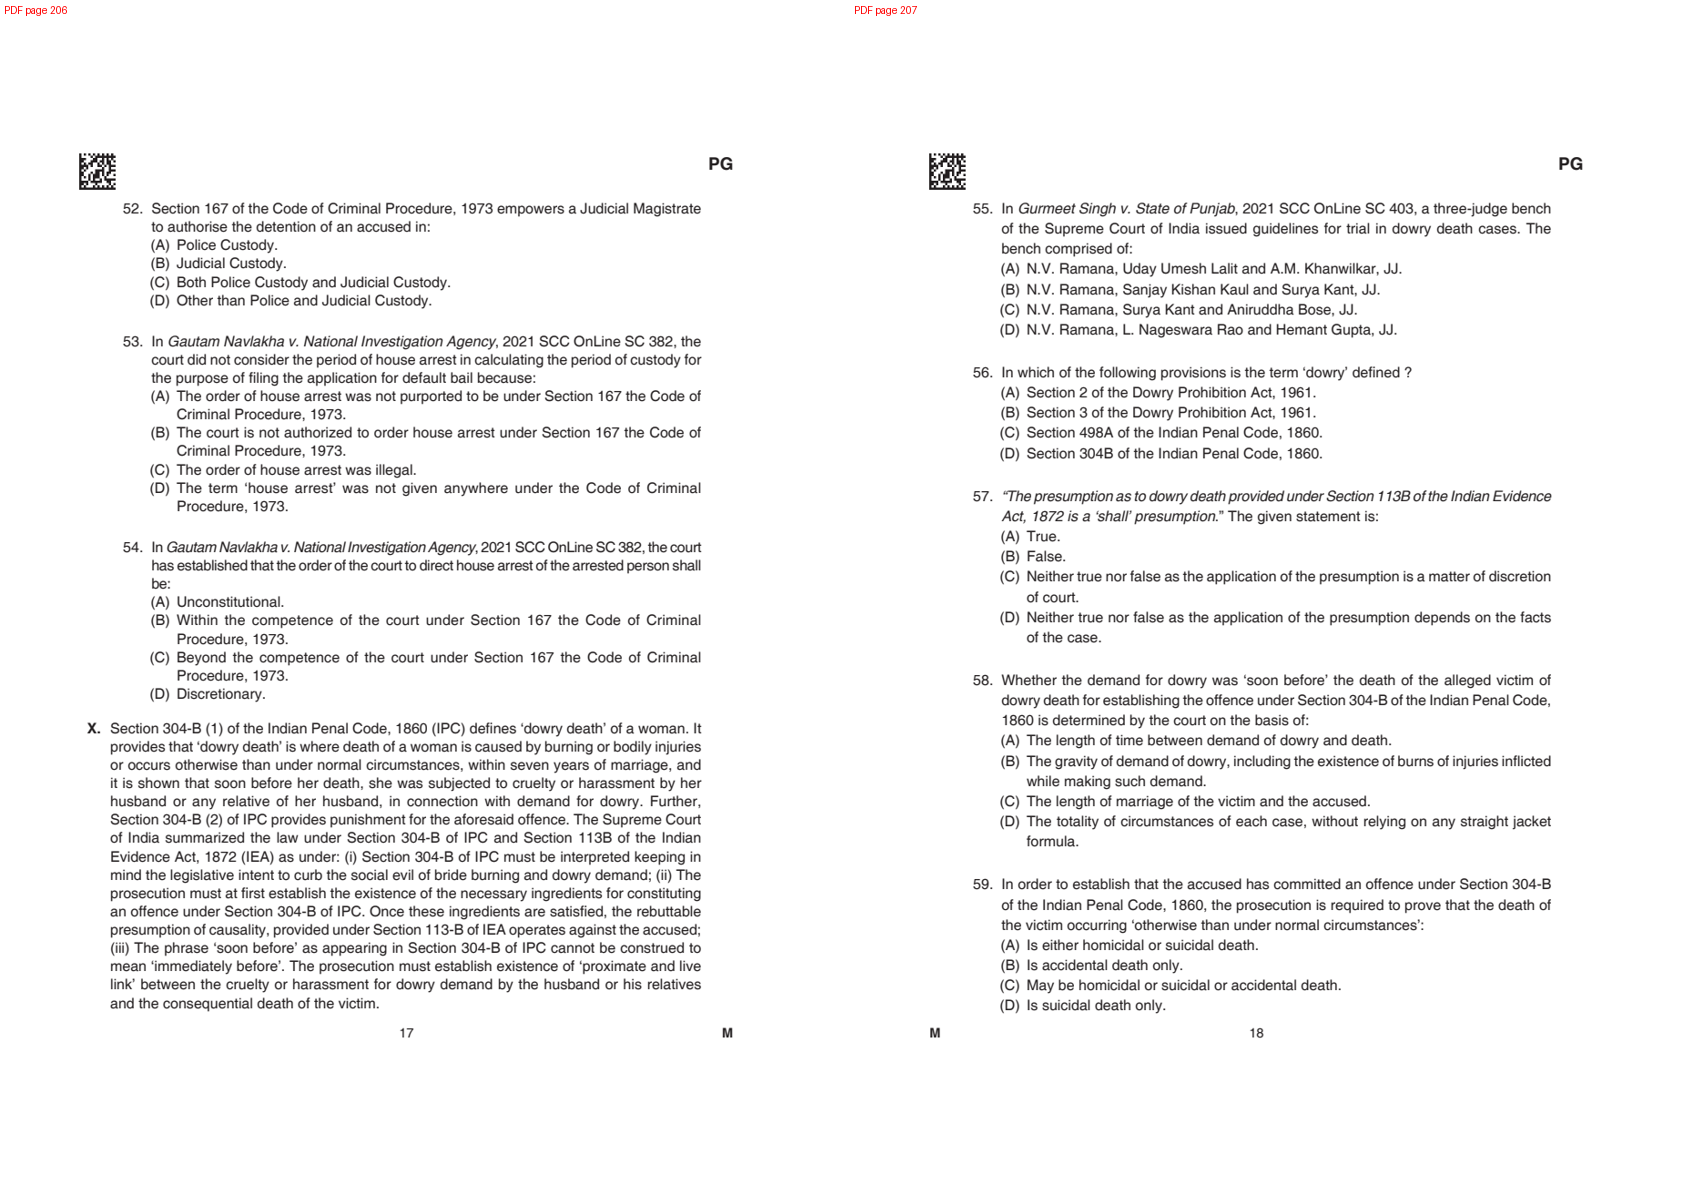 PDF page 206
PG
52. Section 167 of the Code of Criminal Procedure, 1973 empowers a Judicial Magistrate
to authorise the detention of an accused in:
(A) Police Custody.
(B) Judicial Custody.
(C) Both Police Custody and Judicial Custody.
(D) Other than Police and Judicial Custody.
53. In Gautam Navlakha v. National Investigation Agency, 2021 SCC OnLine SC 382, the
court did not consider the period of house arrest in calculating the period of custody for
the purpose of filing the application for default bail because:
(A) The order of house arrest was not purported to be under Section 167 the Code of
Criminal Procedure, 1973.
(B) The court is not authorized to order house arrest under Section 167 the Code of
Criminal Procedure, 1973.
(C) The order of house arrest was illegal.
(D) The term ‘house arrest’ was not given anywhere under the Code of Criminal
Procedure, 1973.
54. In Gautam Navlakha v. National Investigation Agency, 2021 SCC OnLine SC 382, the court
has established that the order of the court to direct house arrest of the arrested person shall
be:
(A) Unconstitutional.
(B) Within the competence of the court under Section 167 the Code of Criminal
Procedure, 1973.
(C) Beyond the competence of the court under Section 167 the Code of Criminal
Procedure, 1973.
(D) Discretionary.
X. Section 304-B (1) of the Indian Penal Code, 1860 (IPC) defines ‘dowry death’ of a woman. It
provides that ‘dowry death’ is where death of a woman is caused by burning or bodily injuries
or occurs otherwise than under normal circumstances, within seven years of marriage, and
it is shown that soon before her death, she was subjected to cruelty or harassment by her
husband or any relative of her husband, in connection with demand for dowry. Further,
Section 304-B (2) of IPC provides punishment for the aforesaid offence. The Supreme Court
of India summarized the law under Section 304-B of IPC and Section 113B of the Indian
Evidence Act, 1872 (IEA) as under: (i) Section 304-B of IPC must be interpreted keeping in
mind the legislative intent to curb the social evil of bride burning and dowry demand; (ii) The
prosecution must at first establish the existence of the necessary ingredients for constituting
an offence under Section 304-B of IPC. Once these ingredients are satisfied, the rebuttable
presumption of causality, provided under Section 113-B of IEA operates against the accused;
(iii) The phrase ‘soon before’ as appearing in Section 304-B of IPC cannot be construed to
mean ‘immediately before’. The prosecution must establish existence of ‘proximate and live
link’ between the cruelty or harassment for dowry demand by the husband or his relatives
and the consequential death of the victim.
17
M
PDF page 207
PG
55. In Gurmeet Singh v. State of Punjab, 2021 SCC OnLine SC 403, a three-judge bench
of the Supreme Court of India issued guidelines for trial in dowry death cases. The
bench comprised of:
(A) N.V. Ramana, Uday Umesh Lalit and A.M. Khanwilkar, JJ.
(B) N.V. Ramana, Sanjay Kishan Kaul and Surya Kant, JJ.
(C) N.V. Ramana, Surya Kant and Aniruddha Bose, JJ.
(D) N.V. Ramana, L. Nageswara Rao and Hemant Gupta, JJ.
56. In which of the following provisions is the term ‘dowry’ defined ?
(A) Section 2 of the Dowry Prohibition Act, 1961.
(B) Section 3 of the Dowry Prohibition Act, 1961.
(C) Section 498A of the Indian Penal Code, 1860.
(D) Section 304B of the Indian Penal Code, 1860.
57. “The presumption as to dowry death provided under Section 113B of the Indian Evidence
Act, 1872 is a ‘shall’ presumption.” The given statement is:
(A) True.
(B) False.
(C) Neither true nor false as the application of the presumption is a matter of discretion
of court.
(D) Neither true nor false as the application of the presumption depends on the facts
of the case.
58. Whether the demand for dowry was ‘soon before’ the death of the alleged victim of
dowry death for establishing the offence under Section 304-B of the Indian Penal Code,
1860 is determined by the court on the basis of:
(A) The length of time between demand of dowry and death.
(B) The gravity of demand of dowry, including the existence of burns of injuries inflicted
while making such demand.
(C) The length of marriage of the victim and the accused.
(D) The totality of circumstances of each case, without relying on any straight jacket
formula.
59. In order to establish that the accused has committed an offence under Section 304-B
of the Indian Penal Code, 1860, the prosecution is required to prove that the death of
the victim occurring ‘otherwise than under normal circumstances’:
(A) Is either homicidal or suicidal death.
(B) Is accidental death only.
(C) May be homicidal or suicidal or accidental death.
(D) Is suicidal death only.
M
18